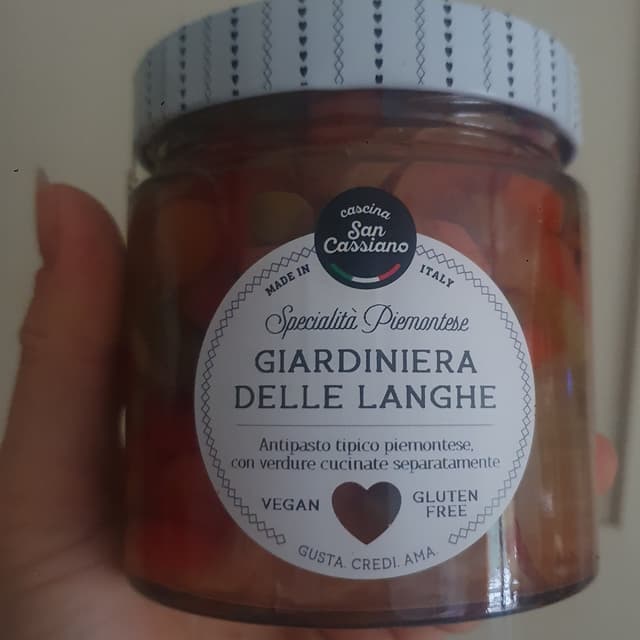 cascina
San
Cassiano
MADE IN ITALY
Specialità Piemontese
GIARDINIERA
DELLE LANGHE
Antipasto tipico piemontese,
con verdure cucinate separatamente
VEGAN
GLUTEN
FREE
GUSTA. CREDI. AMA.